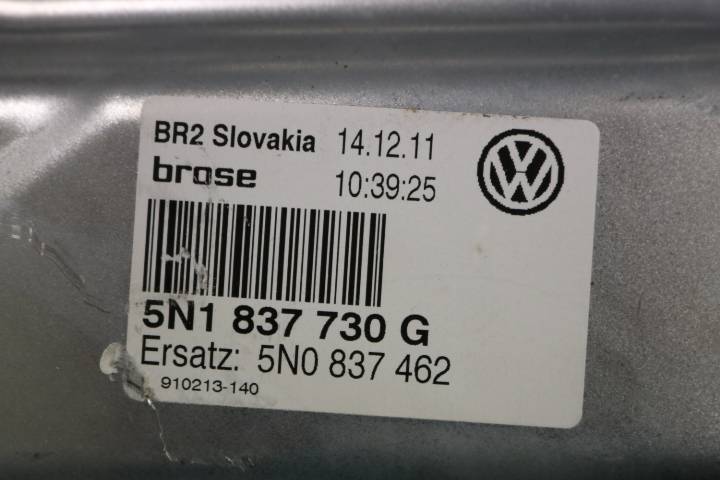 BR2 Slovakia 14.12.11
brose 10:39:25
5N1 837 730 G
Ersatz: 5N0 837 462
910213-140